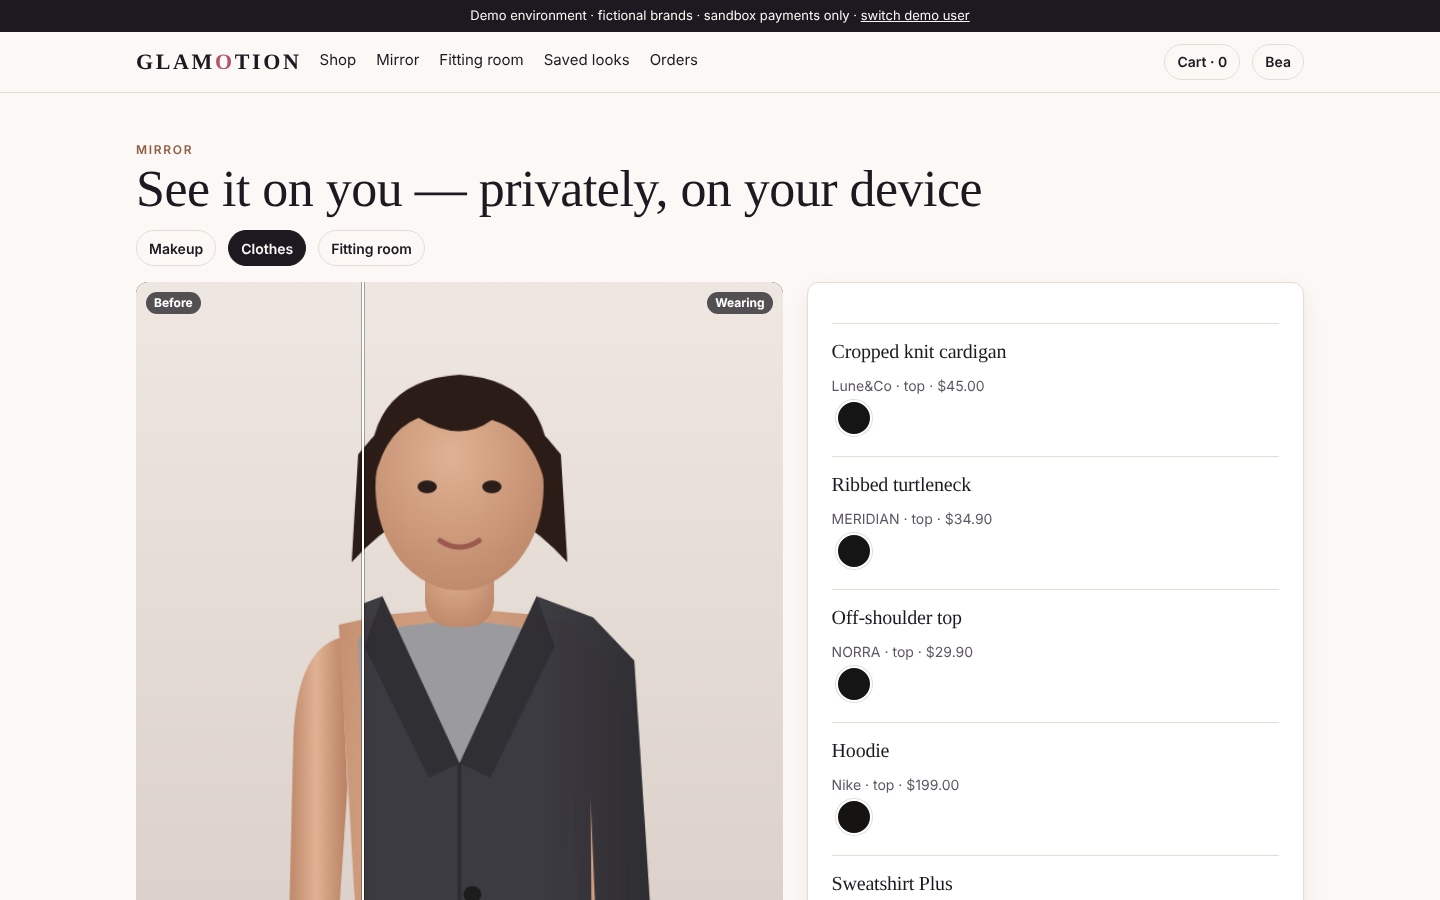 Demo environment · fictional brands · sandbox payments only · switch demo user
GLAMOTION
Shop
Mirror
Fitting room
Saved looks
Orders
Cart · 0
Bea
MIRROR
See it on you — privately, on your device
Makeup
Clothes
Fitting room
Before
Wearing
Cropped knit cardigan
Lune&Co · top · $45.00
Ribbed turtleneck
MERIDIAN · top · $34.90
Off-shoulder top
NORRA · top · $29.90
Hoodie
Nike · top · $199.00
Sweatshirt Plus